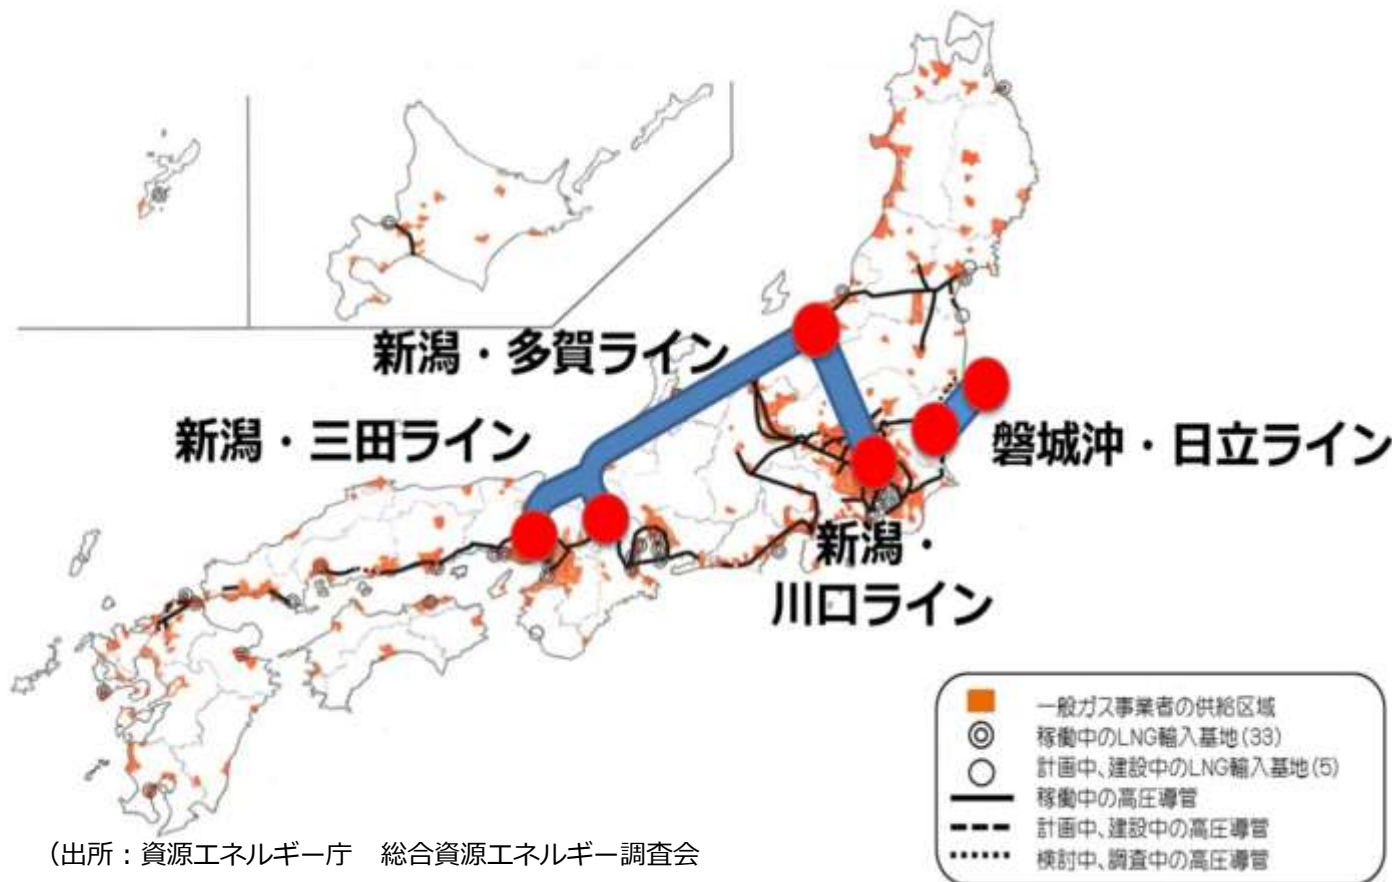 新潟・多賀ライン
新潟・三田ライン
磐城沖・日立ライン
新潟・
川口ライン
一般ガス事業者の供給区域
稼働中のLNG輸入基地(33)
計画中、建設中のLNG輸入基地(5)
稼働中の高圧導管
計画中、建設中の高圧導管
検討中、調査中の高圧導管
(出所:資源エネルギー庁 総合資源エネルギー調査会